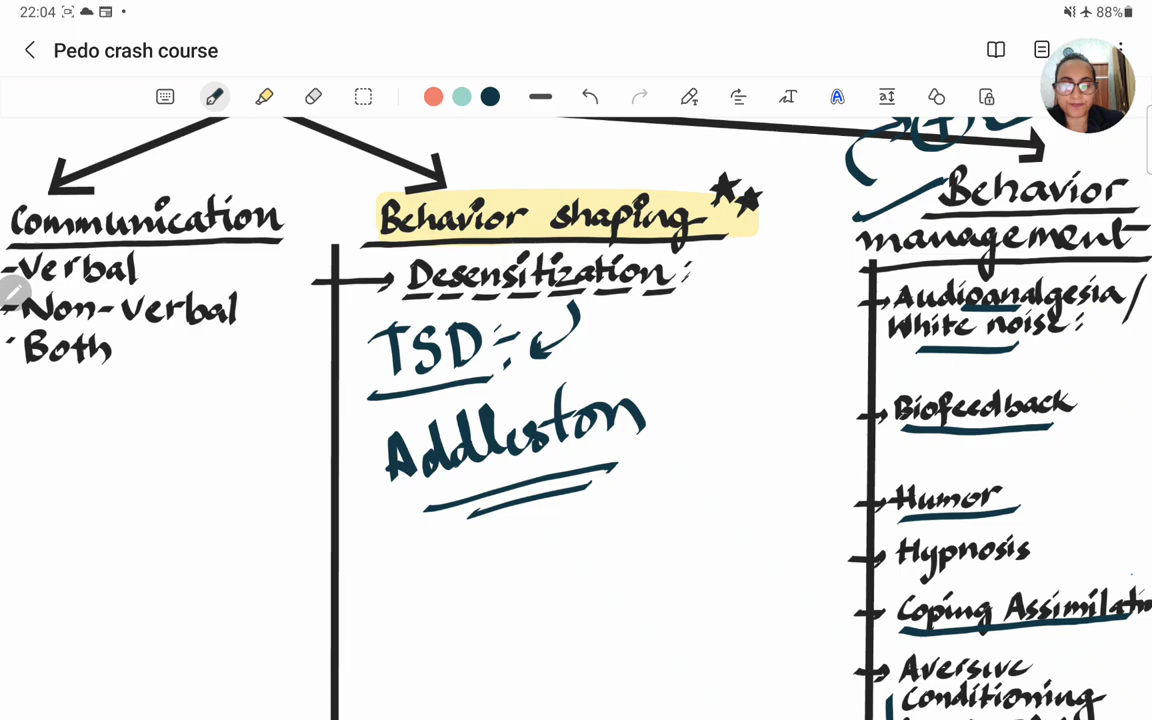 22:04
88%
Pedo crash course
Communication
-Verbal
-Non-Verbal
Both
Behavior shaping
Desensitization:
TSD:-
Addleston
Behavior
management
Audioanalgesia/
White noise:
Biofeedback
Humor
Hypnosis
Coping Assimilatio
Aversive
Conditioning